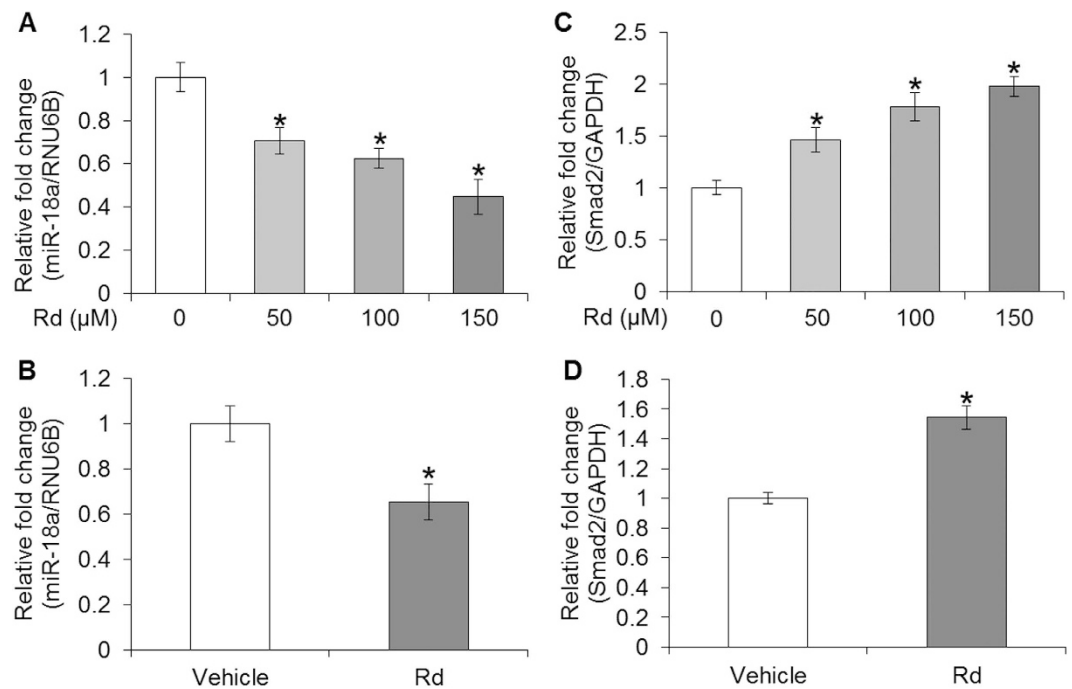 A
Relative fold change
(miR-18a/RNU6B)
1.2
1
0.8
0.6
0.4
0.2
0
*
*
*
Rd (µM)
0
50
100
150
C
Relative fold change
(Smad2/GAPDH)
2.5
2
1.5
1
0.5
0
*
*
*
Rd (µM)
0
50
100
150
B
Relative fold change
(miR-18a/RNU6B)
1.2
1
0.8
0.6
0.4
0.2
0
*
Vehicle
Rd
D
Relative fold change
(Smad2/GAPDH)
1.8
1.6
1.4
1.2
1
0.8
0.6
0.4
0.2
0
*
Vehicle
Rd